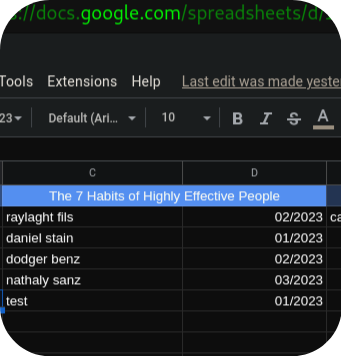 ://docs.google.com/spreadsheets/d/
Tools Extensions Help Last edit was made yeste
23 Default (Ari... 10 B I S A
C D
The 7 Habits of Highly Effective People
raylaght fils 02/2023 ca
daniel stain 01/2023
dodger benz 02/2023
nathaly sanz 03/2023
test 01/2023